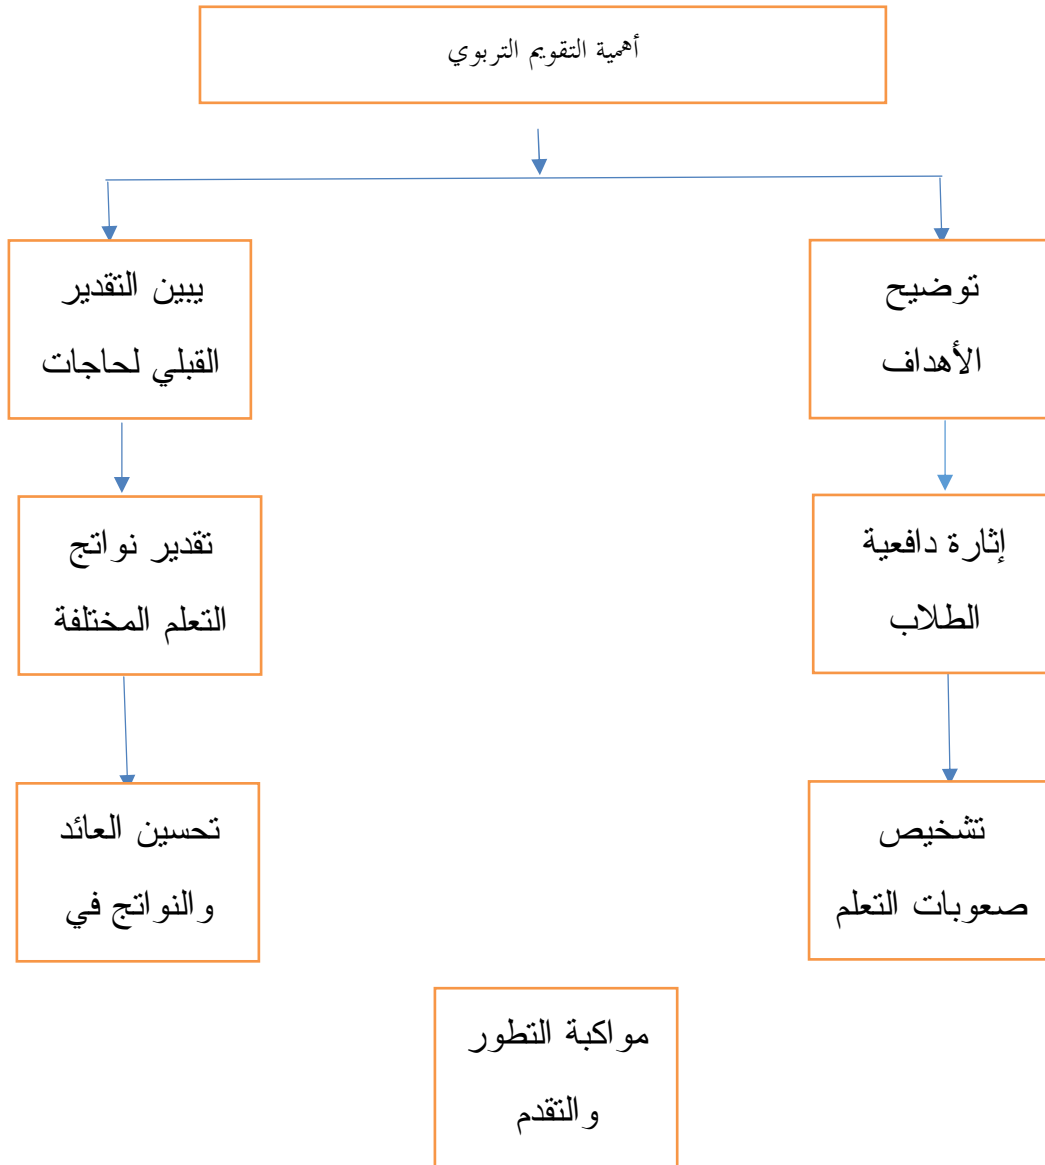 أهمية التقويم التربوي
توضيح
الأهداف
يبين التقدير
القبلي لحاجات
إثارة دافعية
الطلاب
تقدير نواتج
التعلم المختلفة
تشخيص
صعوبات التعلم
تحسين العائد
والنواتج في
مواكبة التطور
والتقدم